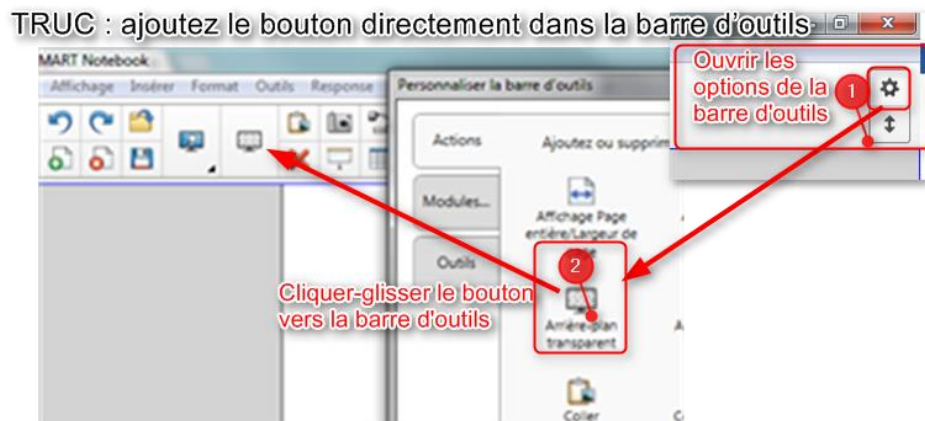 TRUC : ajoutez le bouton directement dans la barre d'outils
MART Notebook
Affichage Insérer Format Outils Response
Personnaliser la barre d'outils
Ouvrir les
options de la
barre d'outils
1
Actions
Ajoutez ou supprim
Modules...
Affichage Page
entière/Largeur de
Outils
2
Cliquer-glisser le bouton
vers la barre d'outils
Arrière-plan
transparent
Coller